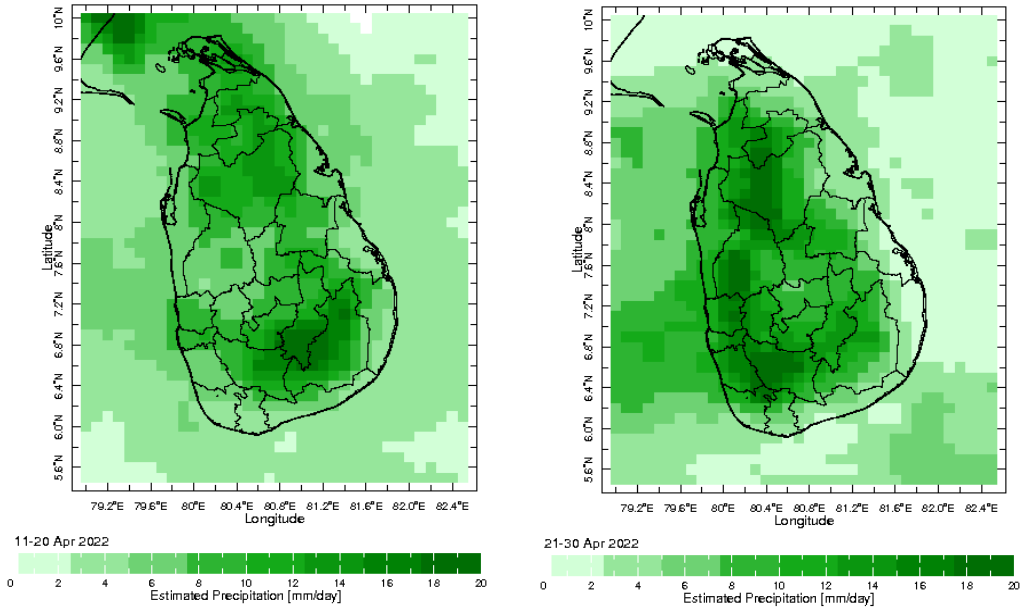 10°N
9.6°N
9.2°N
8.8°N
8.4°N
8°N
7.6°N
7.2°N
6.8°N
6.4°N
6.0°N
5.6°N
Latitude
79.2°E 79.6°E 80°E 80.4°E 80.8°E 81.2°E 81.6°E 82.0°E
Longitude
11-20 Apr 2022
0 2 4 6 8 10 12 14 16 18 20
Estimated Precipitation [mm/day]
10°N
9.6°N
9.2°N
8.8°N
8.4°N
8°N
7.6°N
7.2°N
6.8°N
6.4°N
6.0°N
5.6°N
Latitude
79.2°E 79.6°E 80°E 80.4°E 80.8°E 81.2°E 81.6°E 82.0°E
Longitude
21-30 Apr 2022
0 2 4 6 8 10 12 14 16 18 20
Estimated Precipitation [mm/day]